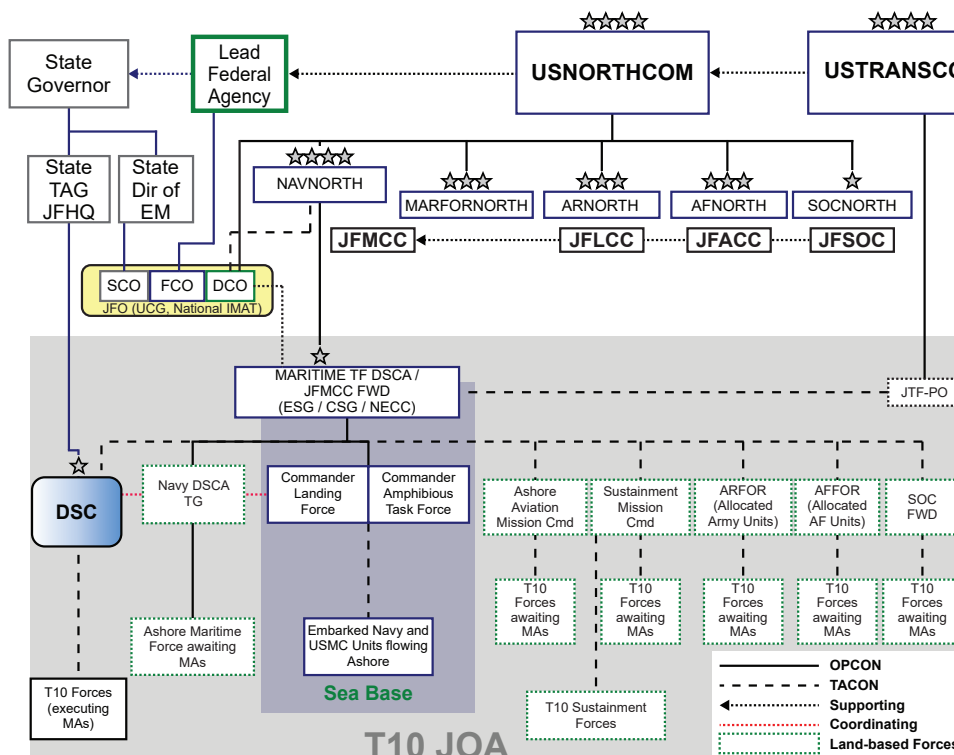 State
Governor
Lead
Federal
Agency
USNORTHCOM
USTRANSCO
State
TAG
JFHQ
State
Dir of
EM
NAVNORTH
MARFORNORTH
ARNORTH
AFNORTH
SOCNORTH
JFMCC
JFLCC
JFACC
JFSOC
SCO
FCO
DCO
JFO (UCG, National IMAT)
MARITIME TF DSCA /
JFMCC FWD
(ESG / CSG / NECC)
JTF-PO
DSC
Navy DSCA
TG
Commander
Landing
Force
Commander
Amphibious
Task Force
Ashore
Aviation
Mission Cmd
Sustainment
Mission
Cmd
ARFOR
(Allocated
Army Units)
AFFOR
(Allocated
AF Units)
SOC
FWD
T10
Forces
awaiting
MAs
T10
Forces
awaiting
MAs
T10
Forces
awaiting
MAs
T10
Forces
awaiting
MAs
T10
Forces
awaiting
MAs
Ashore Maritime
Force awaiting
MAs
Embarked Navy and
USMC Units flowing
Ashore
Sea Base
T10 Forces
(executing
MAs)
T10 Sustainment
Forces
T10 JOA
OPCON
TACON
Supporting
Coordinating
Land-based Forces